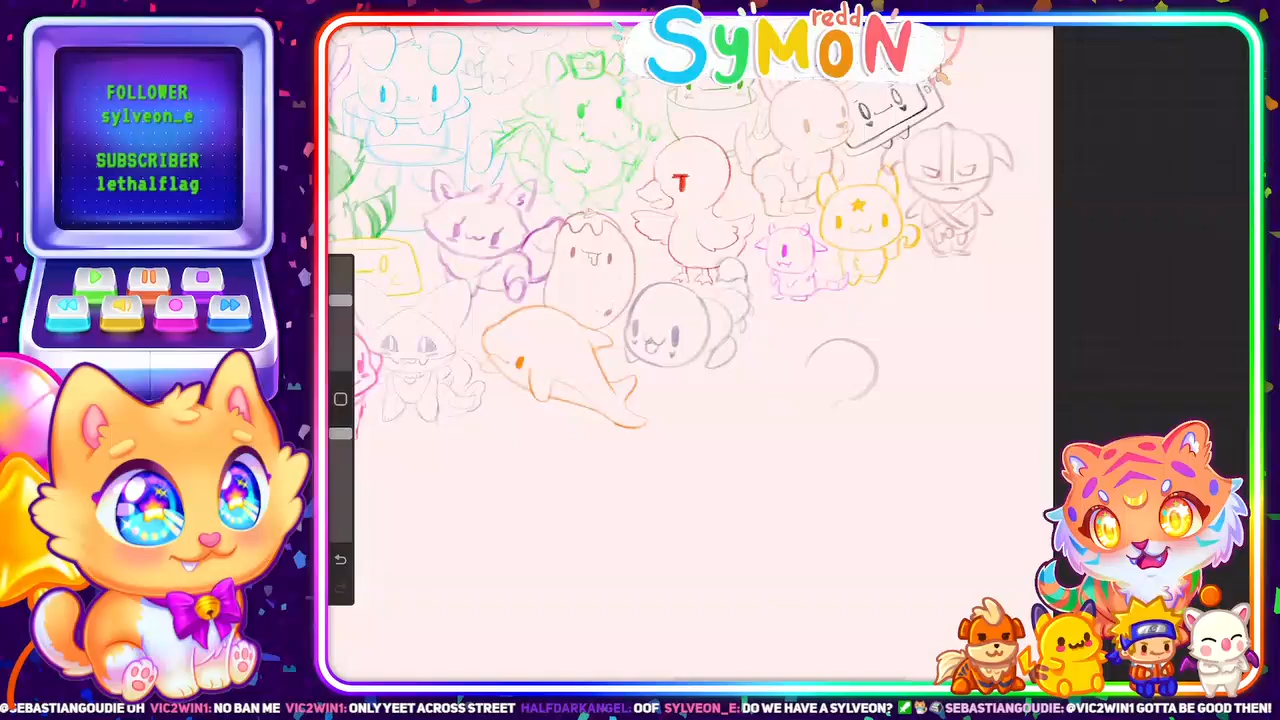 redd
SyMoN
FOLLOWER
sylveon_e
SUBSCRIBER
lethalflag
T
@SEBASTIANGOUDIE UH VIC2WIN1: NO BAN ME VIC2WIN1: ONLY YEET ACROSS STREET HALFDARKANGEL: OOF SYLVEON_E: DO WE HAVE A SYLVEON? SEBASTIANGOUDIE: @VIC2WIN1 GOTTA BE GOOD THEN!